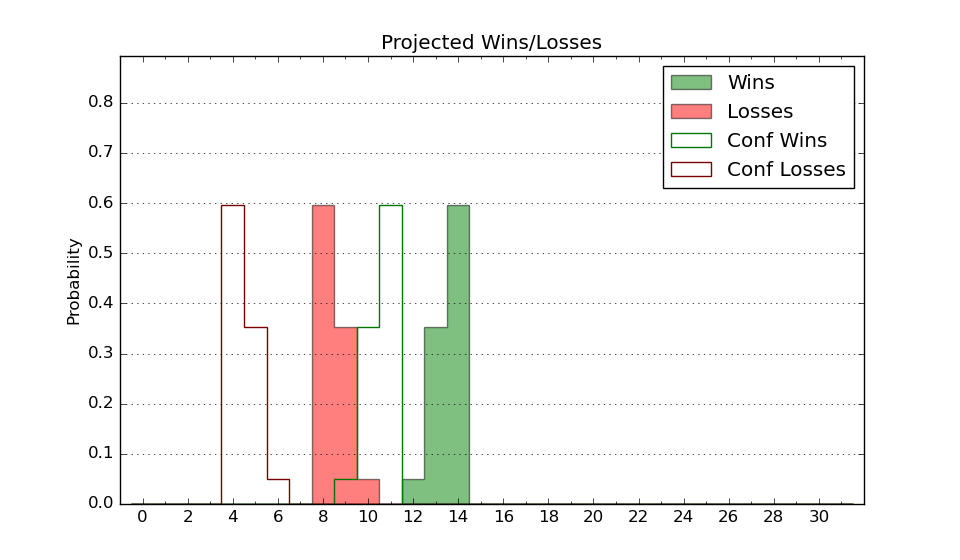 Projected Wins/Losses
Wins
Losses
Conf Wins
Conf Losses
Probability
0.8
0.7
0.6
0.5
0.4
0.3
0.2
0.1
0.0
0 2 4 6 8 10 12 14 16 18 20 22 24 26 28 30